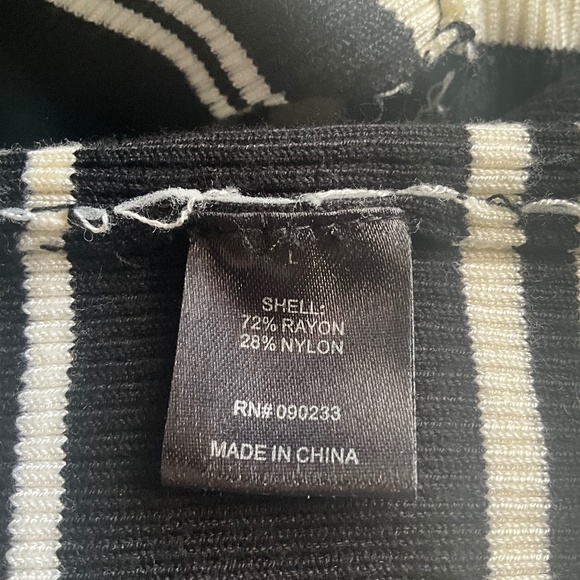 L
SHELL:
72% RAYON
28% NYLON
RN# 090233
MADE IN CHINA